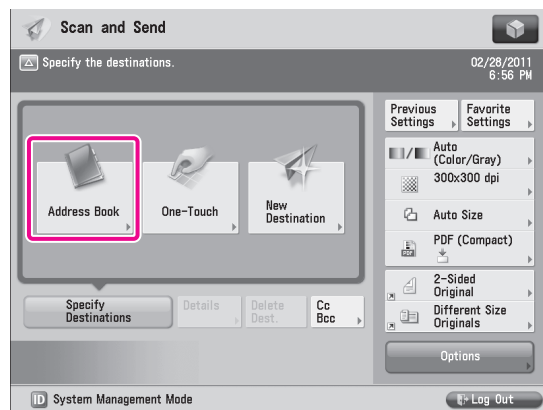 Scan and Send
Specify the destinations.
02/28/2011
6:56 PM
Previous
Settings
Favorite
Settings
Auto
(Color/Gray)
300x300 dpi
Auto Size
PDF (Compact)
PDF
2-Sided
Original
Different Size
Originals
Options
Address Book
One-Touch
New
Destination
Specify
Destinations
Details
Delete
Dest.
Cc
Bcc
ID System Management Mode
Log Out